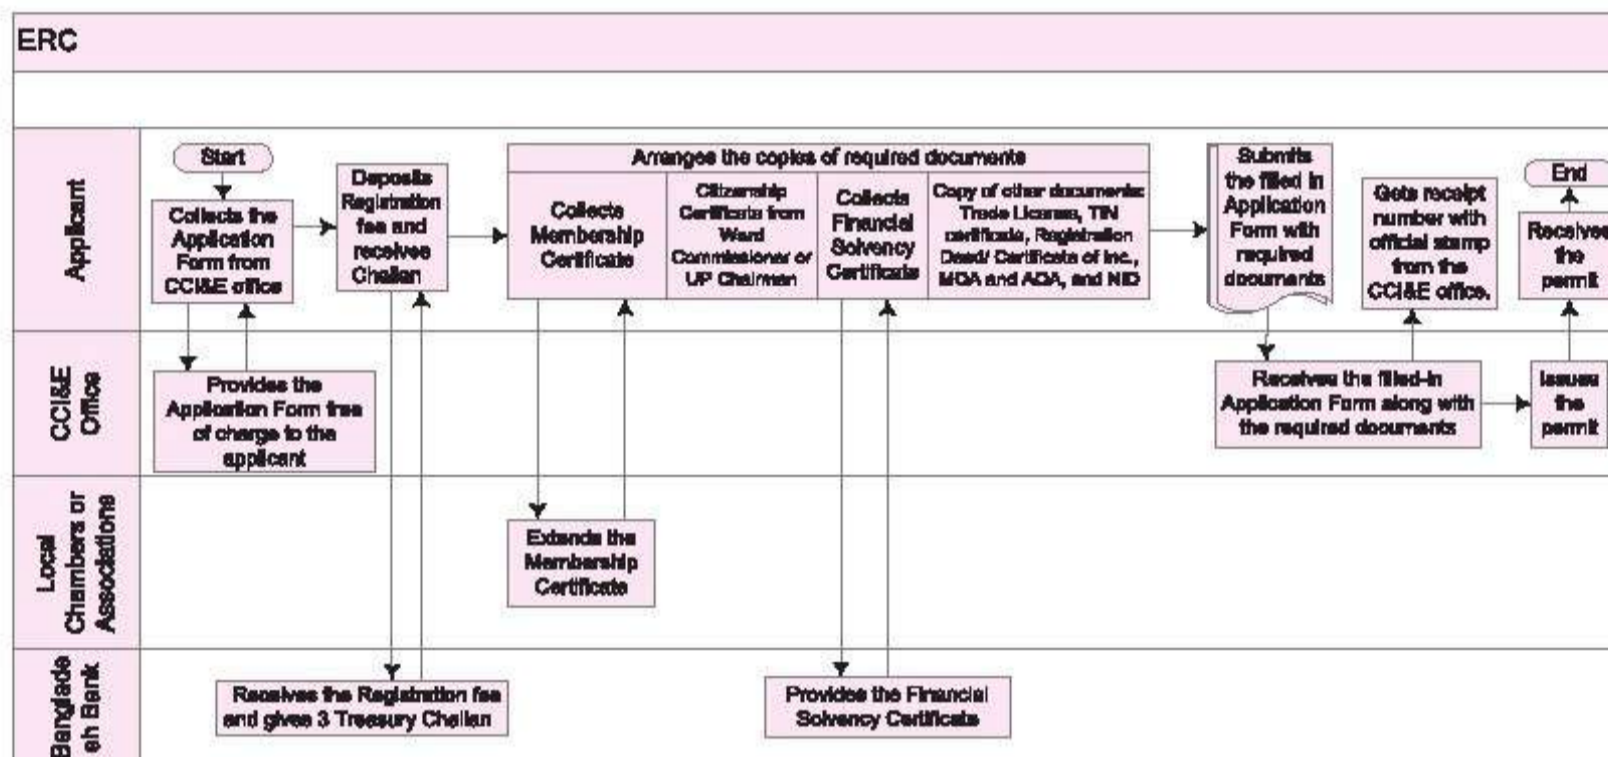 ERC
Applicant
Start
Collects the
Application
Form from
CCI&E office
Deposits
Registration
fee and
receives
Challan
Arranges the copies of required documents
Collects
Membership
Certificate
Citizenship
Certificate from
Ward
Commissioner or
UP Chairman
Collects
Financial
Solvency
Certificate
Copy of other documents:
Trade License, TIN
certificate, Registration
Deed/ Certificate of Inc.,
MOA and AOA, and NID
Submits
the filled in
Application
Form with
required
documents
Gets receipt
number with
official stamp
from the
CCI&E office.
End
Receives
the
permit
CCI&E
Office
Provides the
Application Form free
of charge to the
applicant
Receives the filled-in
Application Form along with
the required documents
Issues
the
permit
Local
Chambers or
Associations
Extends the
Membership
Certificate
Banglade
sh Bank
Receives the Registration fee
and gives 3 Treasury Challan
Provides the Financial
Solvency Certificate